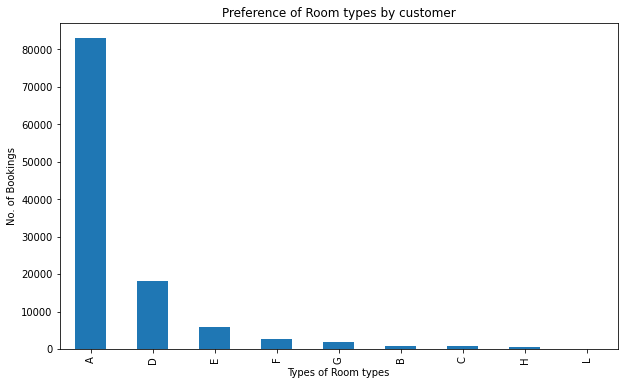 Preference of Room types by customer
No. of Bookings
80000
70000
60000
50000
40000
30000
20000
10000
0
A D E F G B C H L
Types of Room types